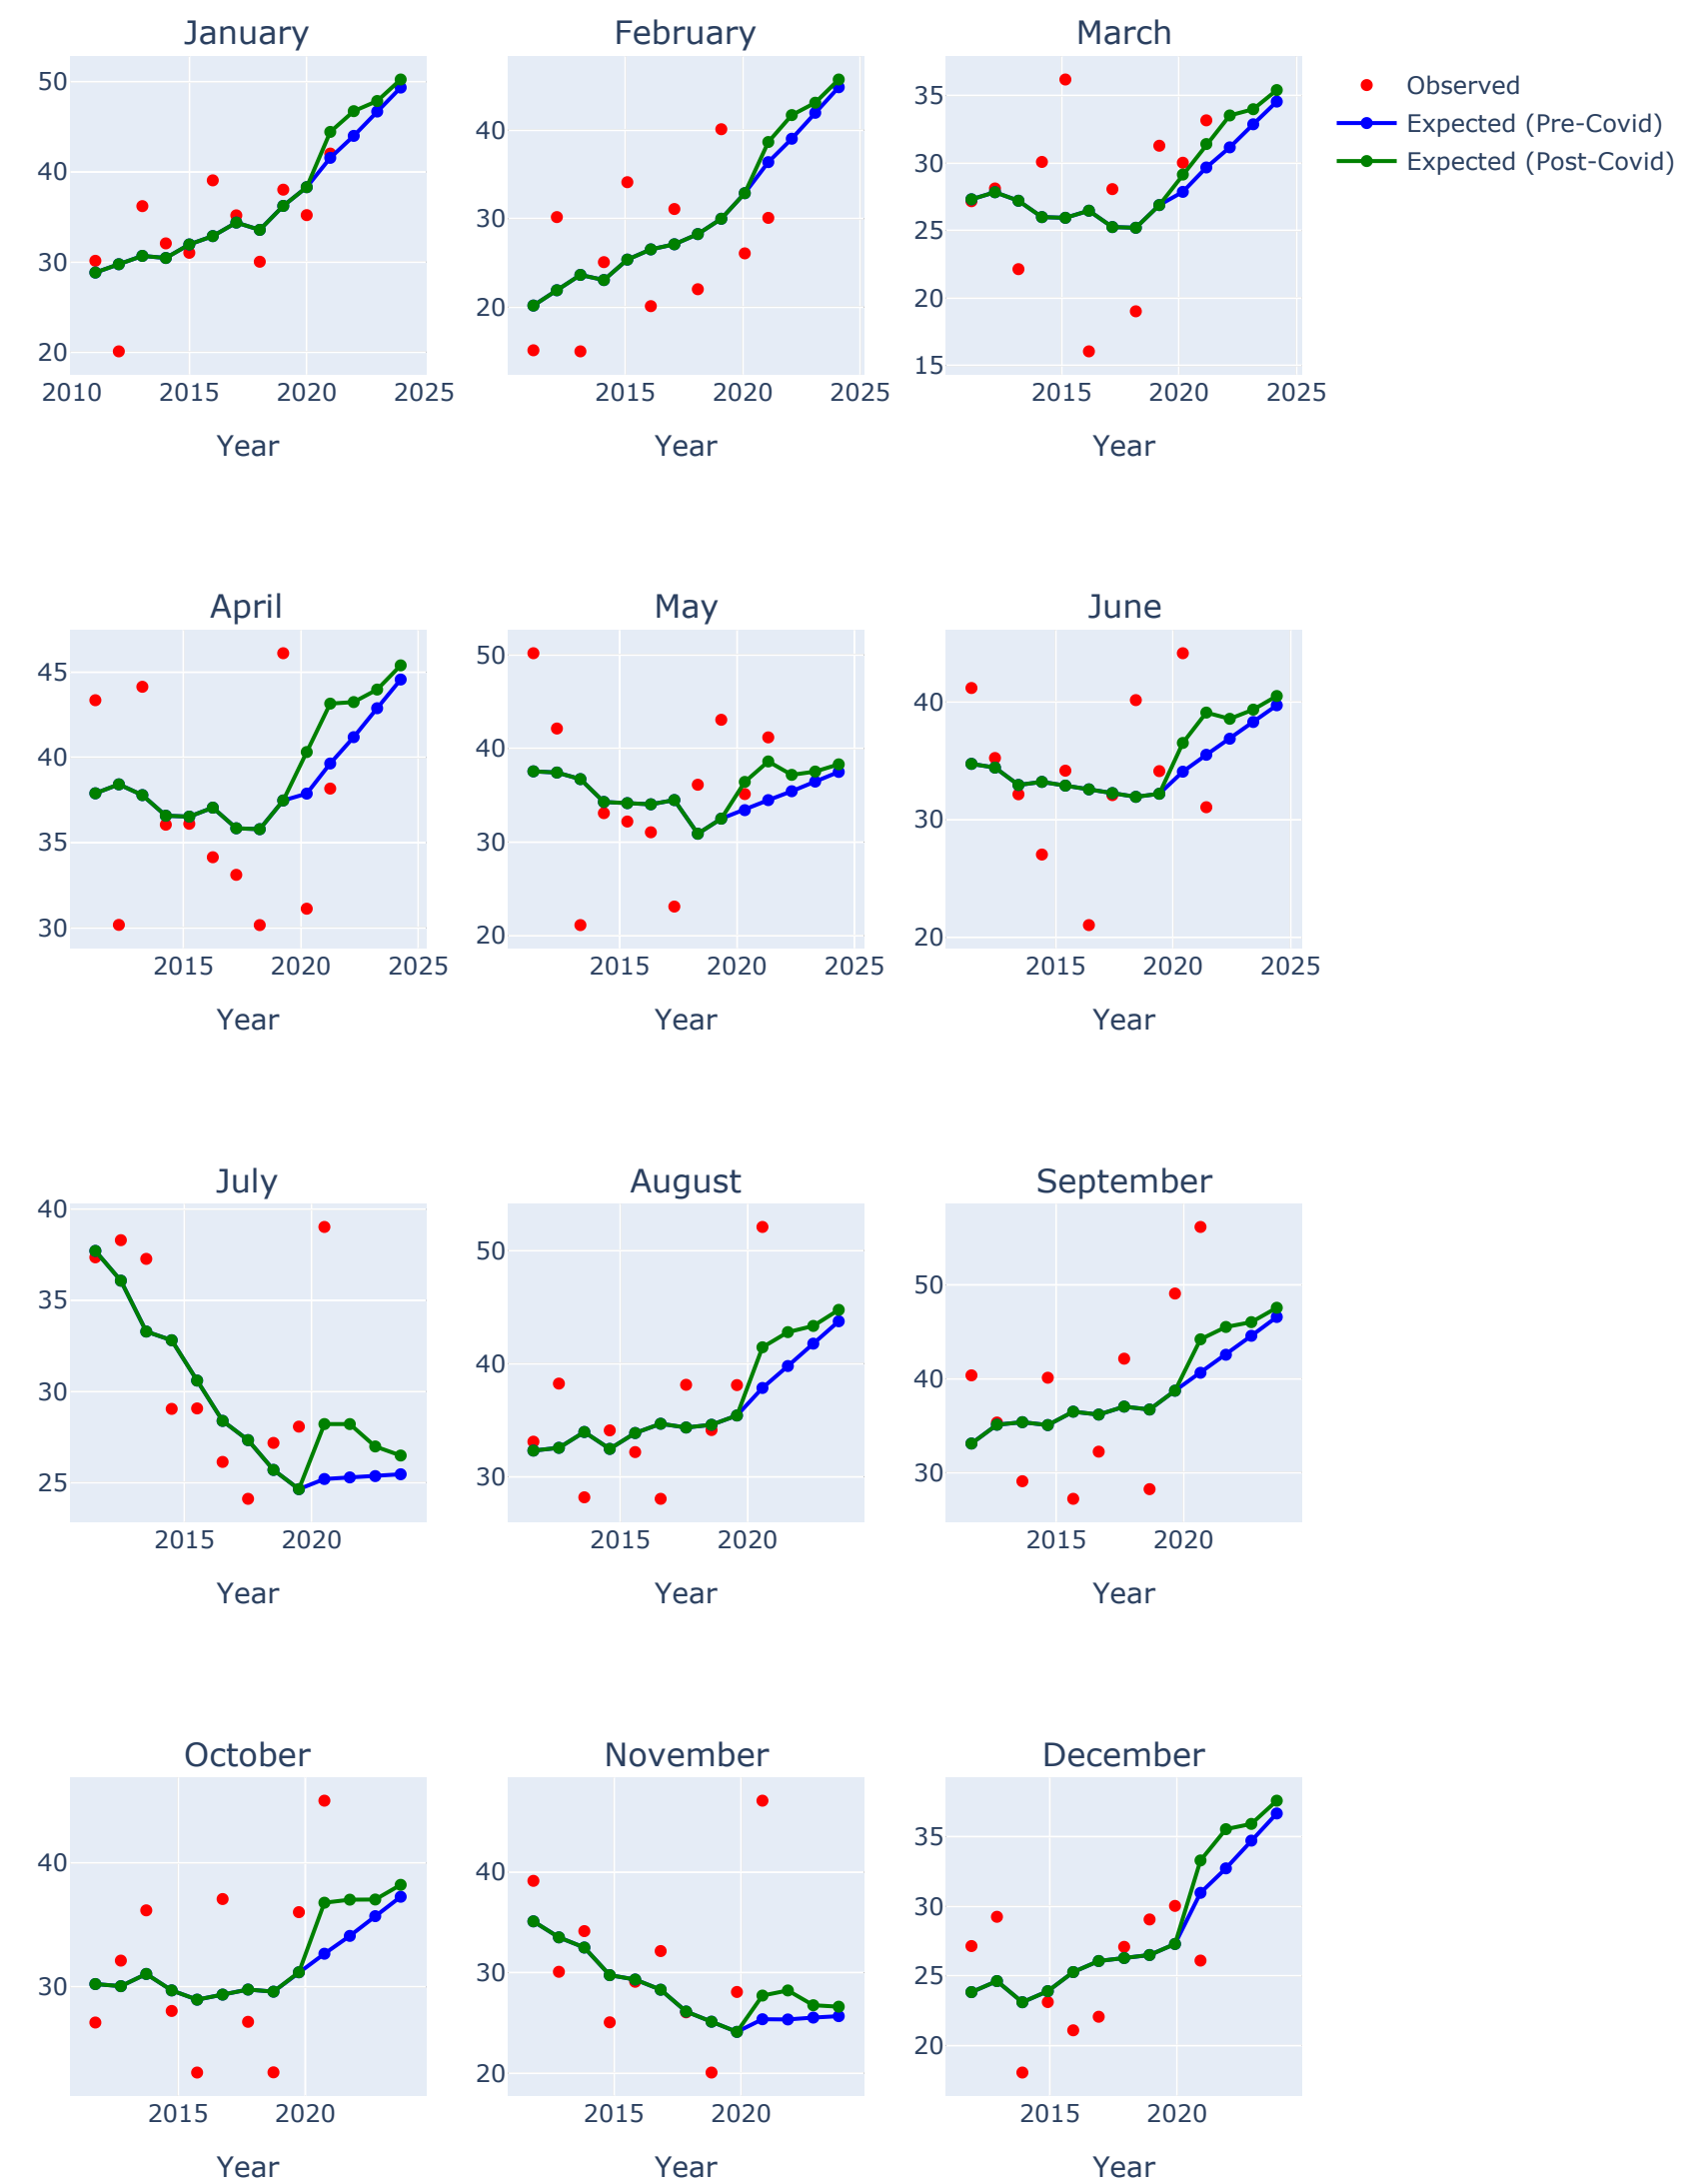 January
February
March
50
40
30
20
2010
2015
2020
2025
Year
40
30
20
2015
2020
2025
Year
35
30
25
20
15
2015
2020
2025
Year
Observed
Expected (Pre-Covid)
Expected (Post-Covid)
April
May
June
45
40
35
30
2015
2020
2025
Year
50
40
30
20
2015
2020
2025
Year
40
30
20
2015
2020
2025
Year
July
August
September
40
35
30
25
2015
2020
Year
50
40
30
2015
2020
Year
50
40
30
2015
2020
Year
October
November
December
40
30
2015
2020
Year
40
30
20
2015
2020
Year
35
30
25
20
2015
2020
Year